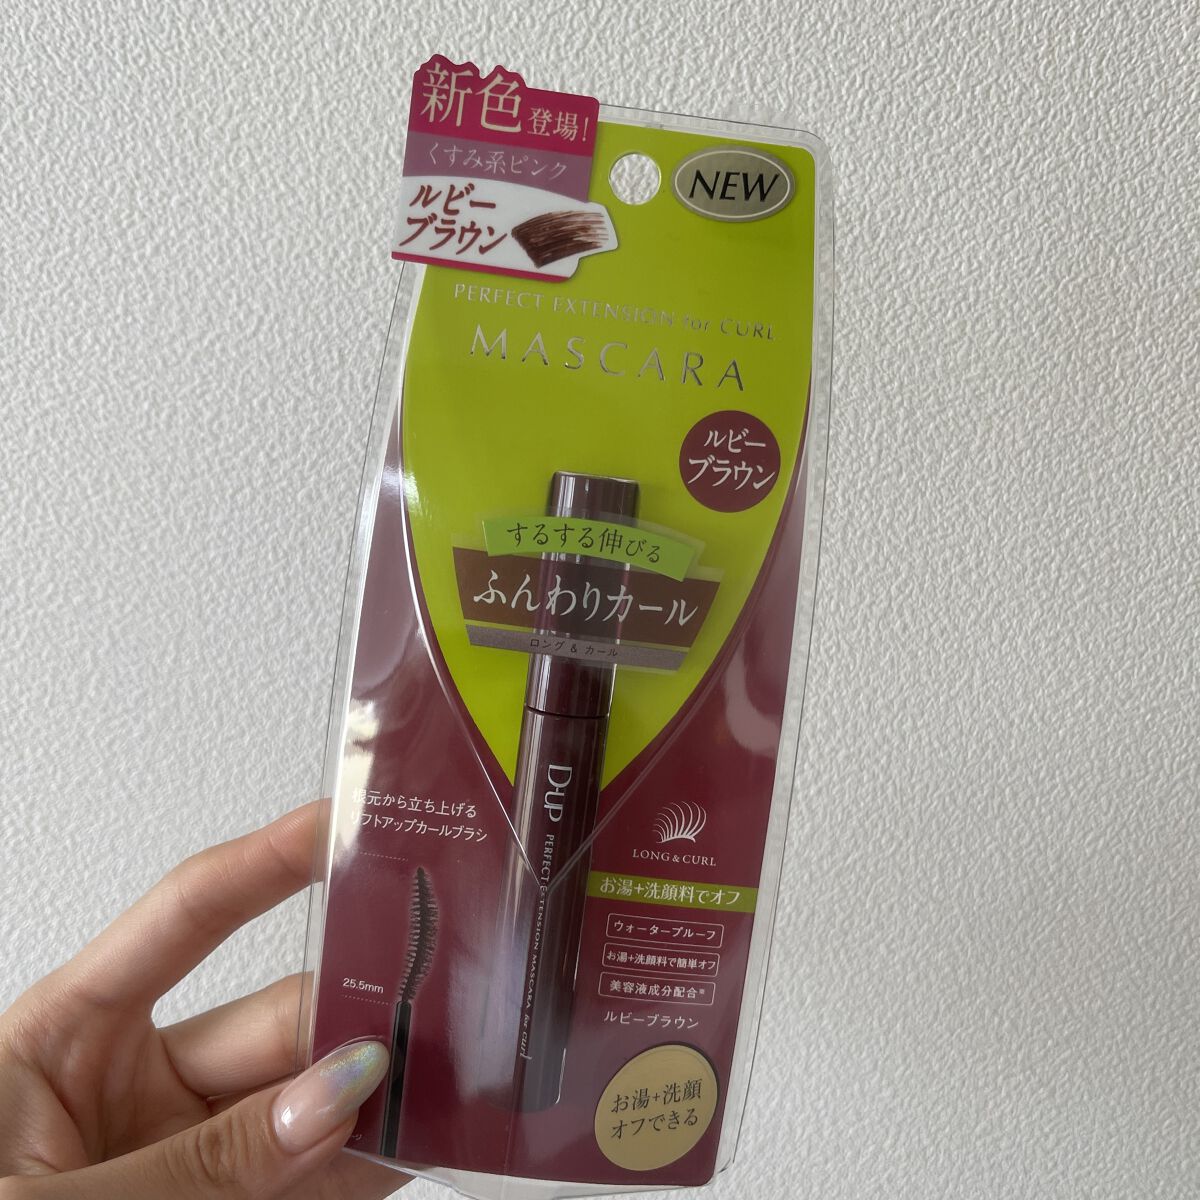 新色登場!
くすみ系ピンク
ルビー
ブラウン
NEW
PERFECT EXTENSION for CURL
MASCARA
ルビー
ブラウン
するする伸びる
ふんわりカール
ロング & カール
D-UP
PERFECT EXTENSION MASCARA for curl
根元から立ち上げる
リフトアップカールブラシ
25.5mm
LONG & CURL
お湯+洗顔料でオフ
ウォータープルーフ
お湯+洗顔料で簡単オフ
美容液成分配合※
ルビーブラウン
お湯+洗顔
オフできる